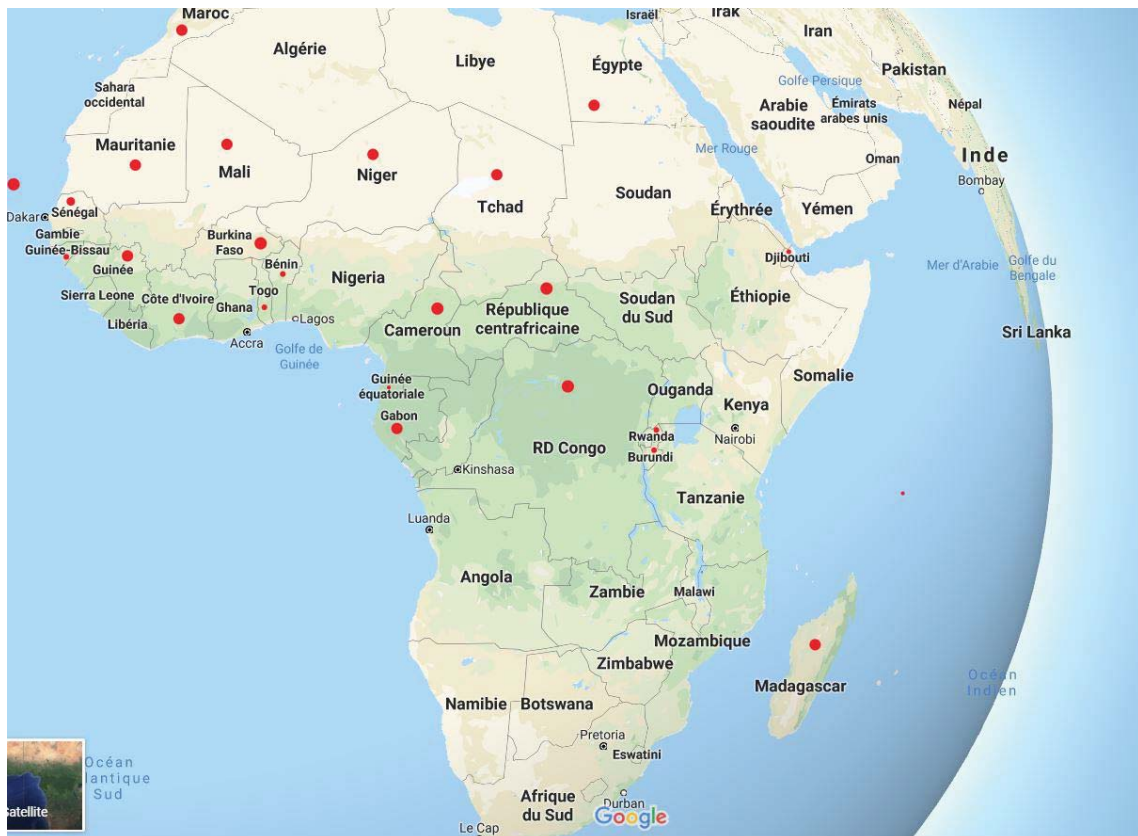 Maroc
Israël
Irak
Iran
Algérie
Libye
Égypte
Pakistan
Golfe Persique
Sahara
occidental
Népal
Arabie
saoudite
Émirats
arabes unis
Mauritanie
Mer Rouge
Oman
Inde
Mali
Niger
Bombay
Soudan
Tchad
Érythrée
Yémen
Dakar
Sénégal
Gambie
Burkina
Faso
Guinée-Bissau
Djibouti
Bénin
Guinée
Nigeria
Mer d'Arabie
Golfe du
Bengale
Togo
Sierra Leone
Côte d'Ivoire
Ghana
République
centrafricaine
Soudan
du Sud
Éthiopie
Libéria
Lagos
Cameroun
Accra
Sri Lanka
Golfe de
Guinée
Guinée
équatoriale
Ouganda
Somalie
Gabon
Kenya
Rwanda
Nairobi
RD Congo
Burundi
Kinshasa
Tanzanie
Luanda
Angola
Zambie
Malawi
Mozambique
Zimbabwe
Océan
Indien
Madagascar
Namibie
Botswana
Pretoria
Eswatini
Océan
lantique
Sud
atellite
Afrique
du Sud
Durban
Google
Le Cap